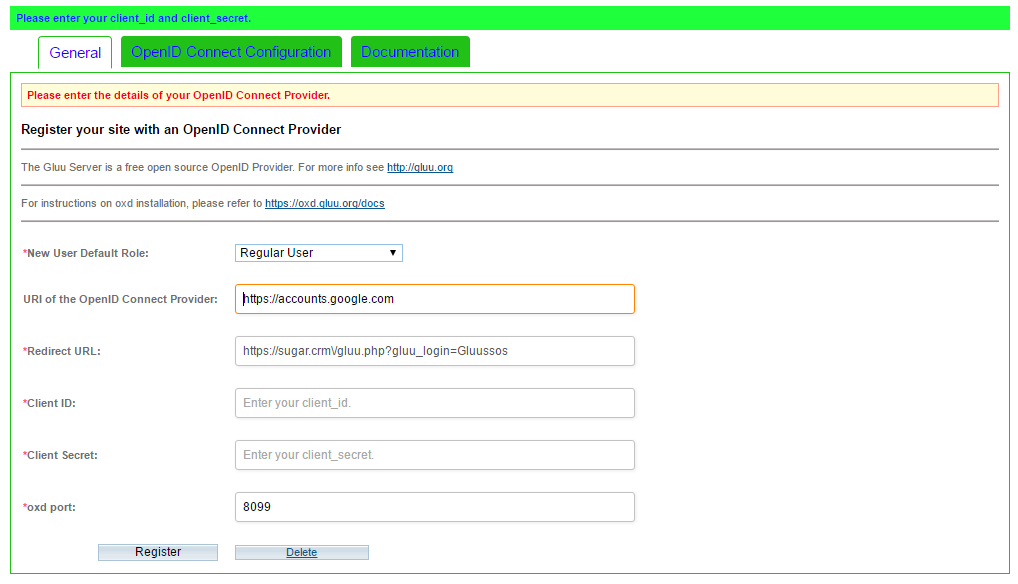 Please enter your client_id and client_secret.
General OpenID Connect Configuration Documentation
Please enter the details of your OpenID Connect Provider.
Register your site with an OpenID Connect Provider
The Gluu Server is a free open source OpenID Provider. For more info see http://gluu.org
For instructions on oxd installation, please refer to https://oxd.gluu.org/docs
*New User Default Role: Regular User
URI of the OpenID Connect Provider: https://accounts.google.com
*Redirect URL: https://sugar.crm\/gluu.php?gluu_login=Gluussos
*Client ID: Enter your client_id.
*Client Secret: Enter your client_secret.
*oxd port: 8099
Register Delete